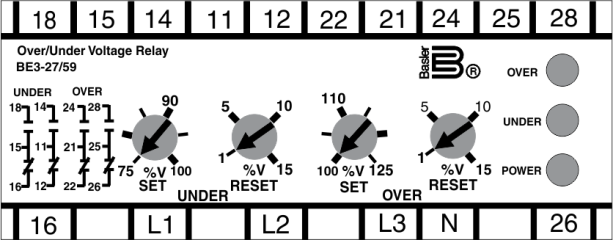 18 15 14 11 12 22 21 24 25 28
Over/Under Voltage Relay
BE3-27/59
Basler
B ®
UNDER OVER
18 14 24 28
15 11 21 25
16 12 22 26
90
75 100
%V
SET
5 10
1 15
%V
RESET
UNDER
110
100 125
%V
SET
5 10
1 15
%V
RESET
OVER
OVER
UNDER
POWER
16 L1 L2 L3 N 26